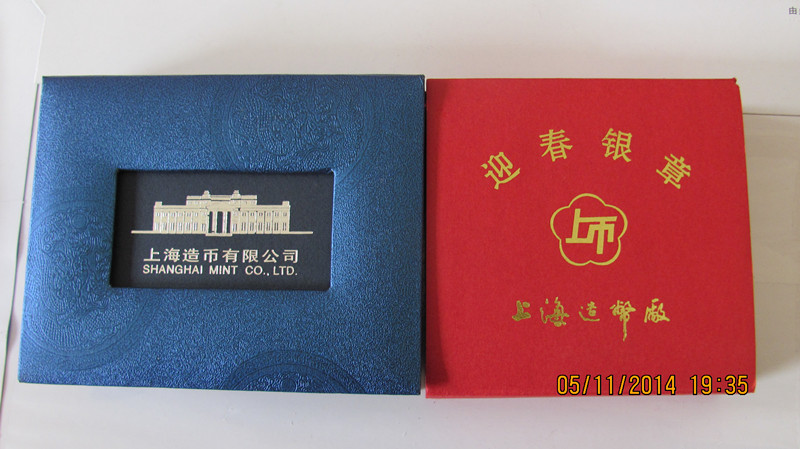 上海造币有限公司
SHANGHAI MINT CO., LTD.
迎春银章
上币
上海造幣廠
05/11/2014 19:35
由